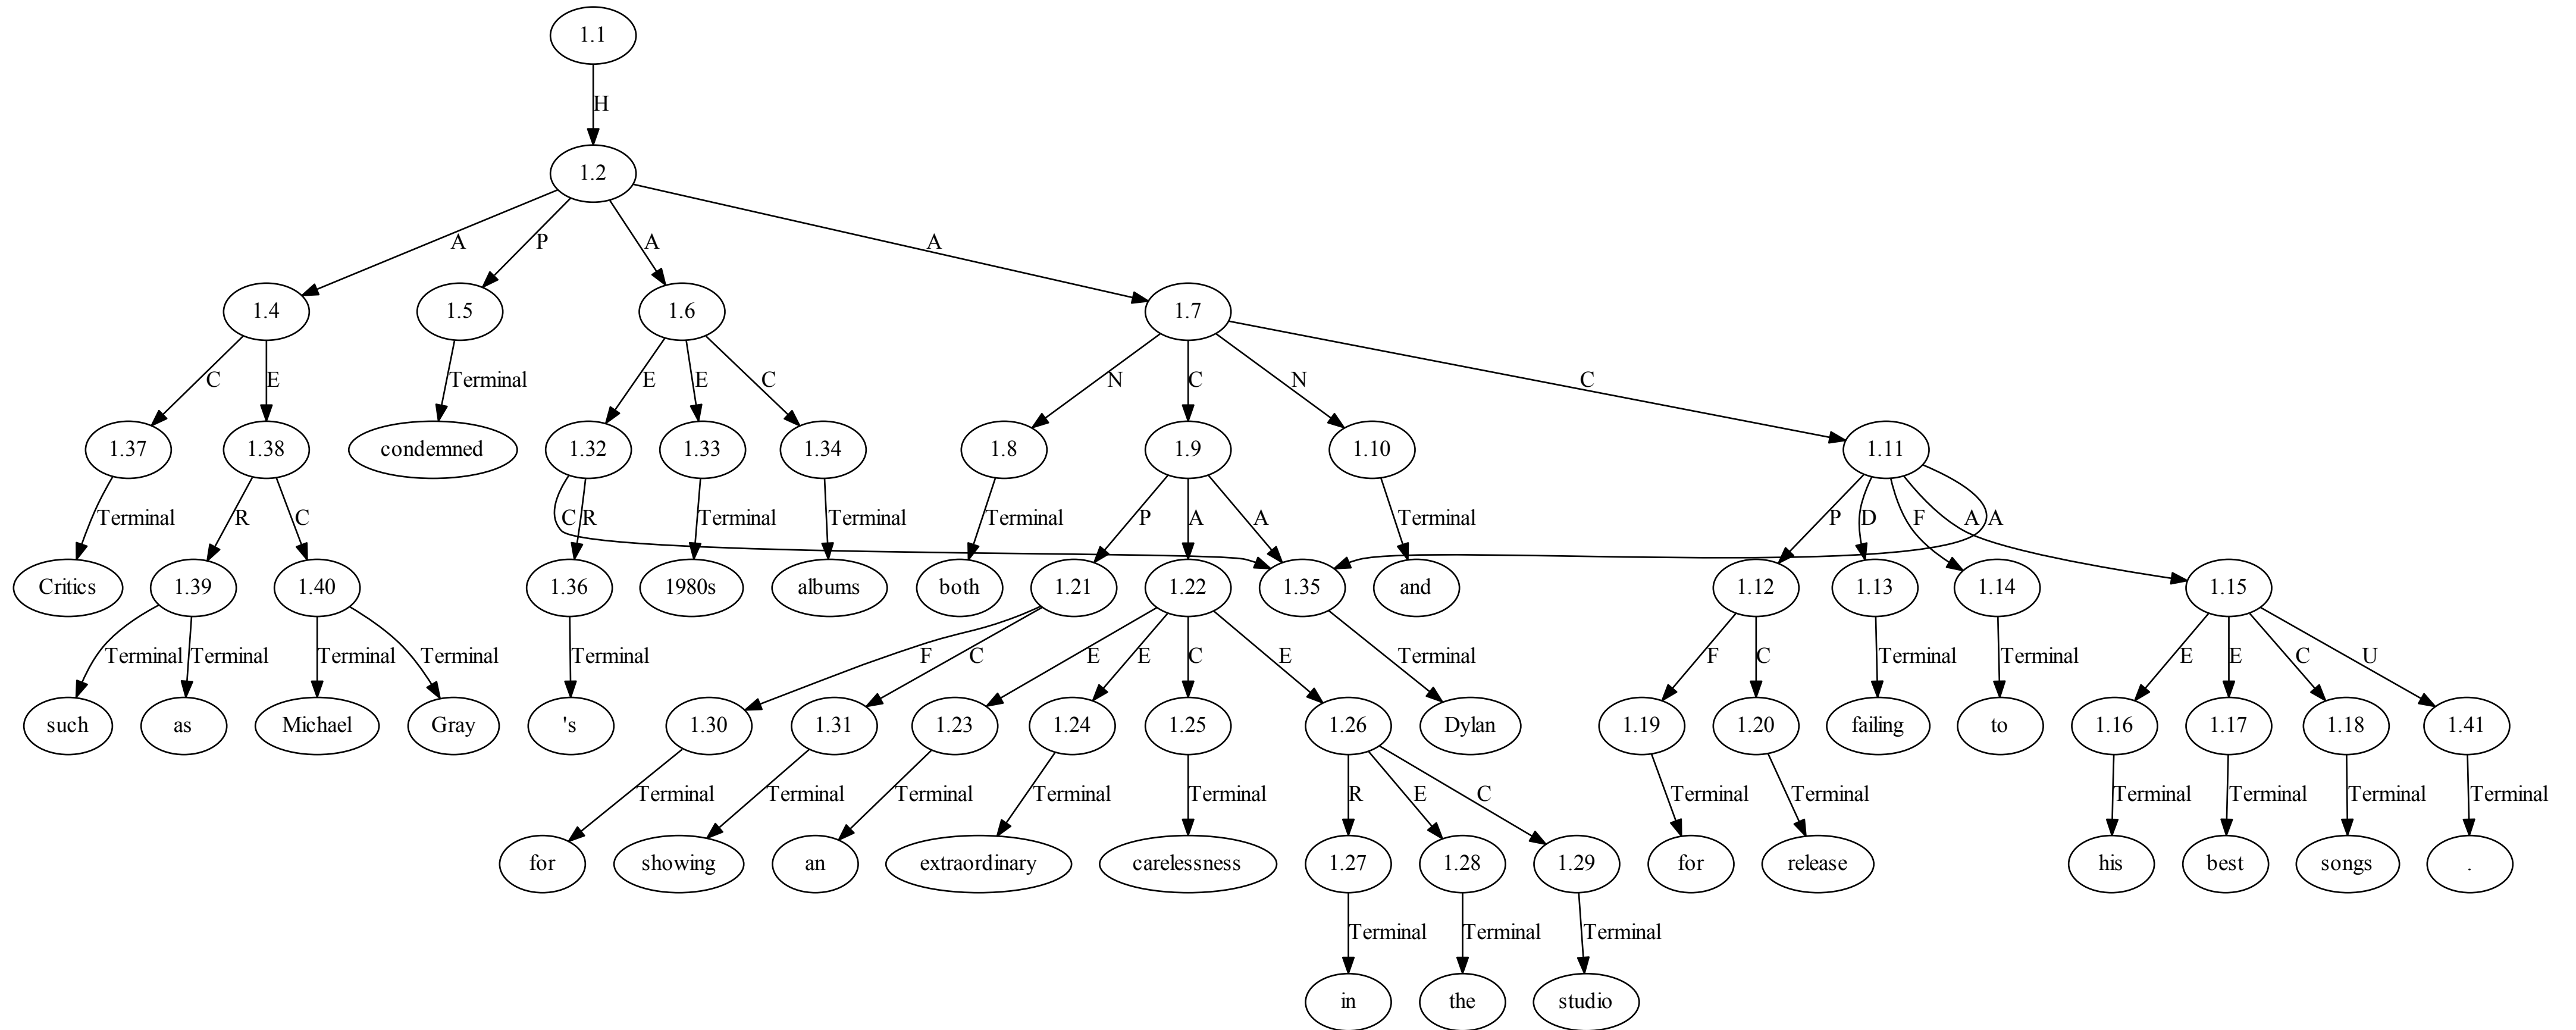 1.1
H
1.2
A P A A
1.4 1.5 1.6 1.7
C E Terminal E E C N C N C
1.37 1.38 condemned 1.32 1.33 1.34 1.8 1.9 1.10 1.11
Terminal R C C R Terminal Terminal Terminal P A A Terminal P D F A A
Critics 1.39 1.40 1.36 1980s albums both 1.21 1.22 1.35 and 1.12 1.13 1.14 1.15
Terminal Terminal Terminal Terminal Terminal F C E E C E Terminal F C Terminal Terminal E E C U
such as Michael Gray 's 1.30 1.31 1.23 1.24 1.25 1.26 Dylan 1.19 1.20 failing to 1.16 1.17 1.18 1.41
Terminal Terminal Terminal Terminal Terminal R E C Terminal Terminal Terminal Terminal Terminal Terminal
for showing an extraordinary carelessness 1.27 1.28 1.29 for release his best songs .
Terminal Terminal Terminal
in the studio